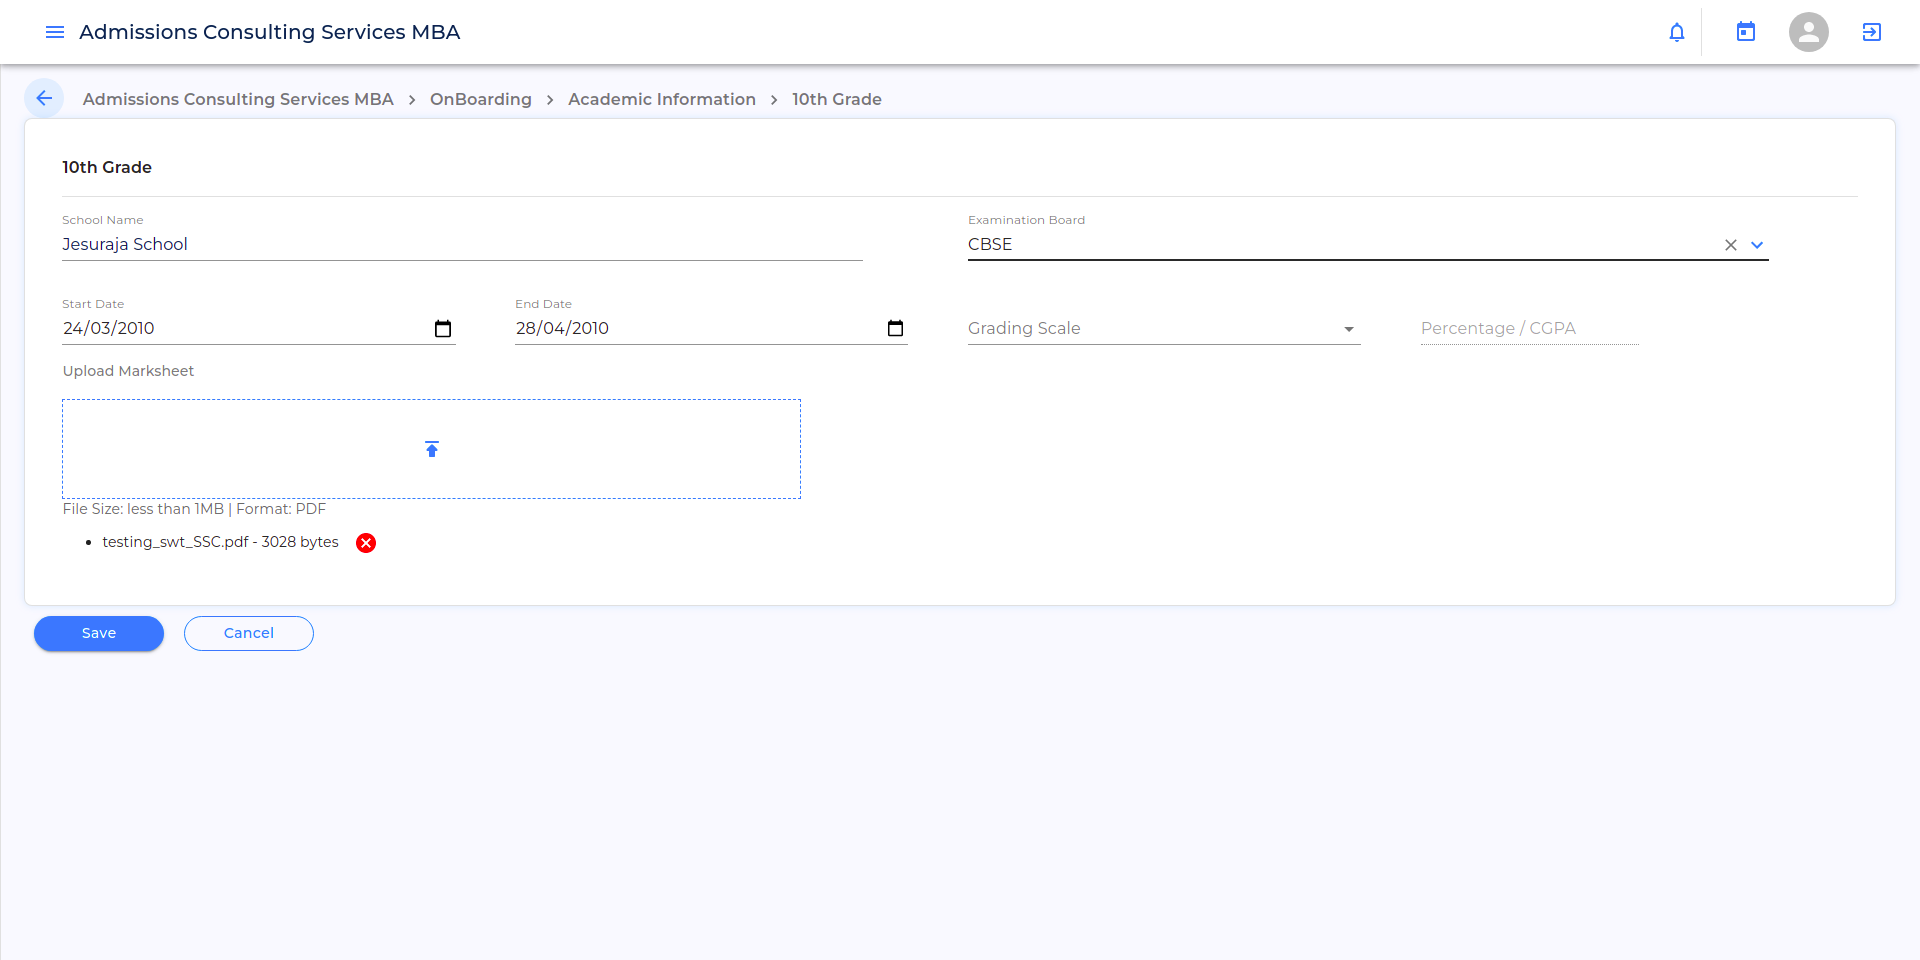 Admissions Consulting Services MBA
Admissions Consulting Services MBA > OnBoarding > Academic Information > 10th Grade
10th Grade
School Name
Examination Board
Jesuraja School
CBSE
Start Date
End Date
24/03/2010
28/04/2010
Grading Scale
Percentage / CGPA
Upload Marksheet
File Size: less than 1MB | Format: PDF
• testing_swt_SSC.pdf - 3028 bytes
Save
Cancel